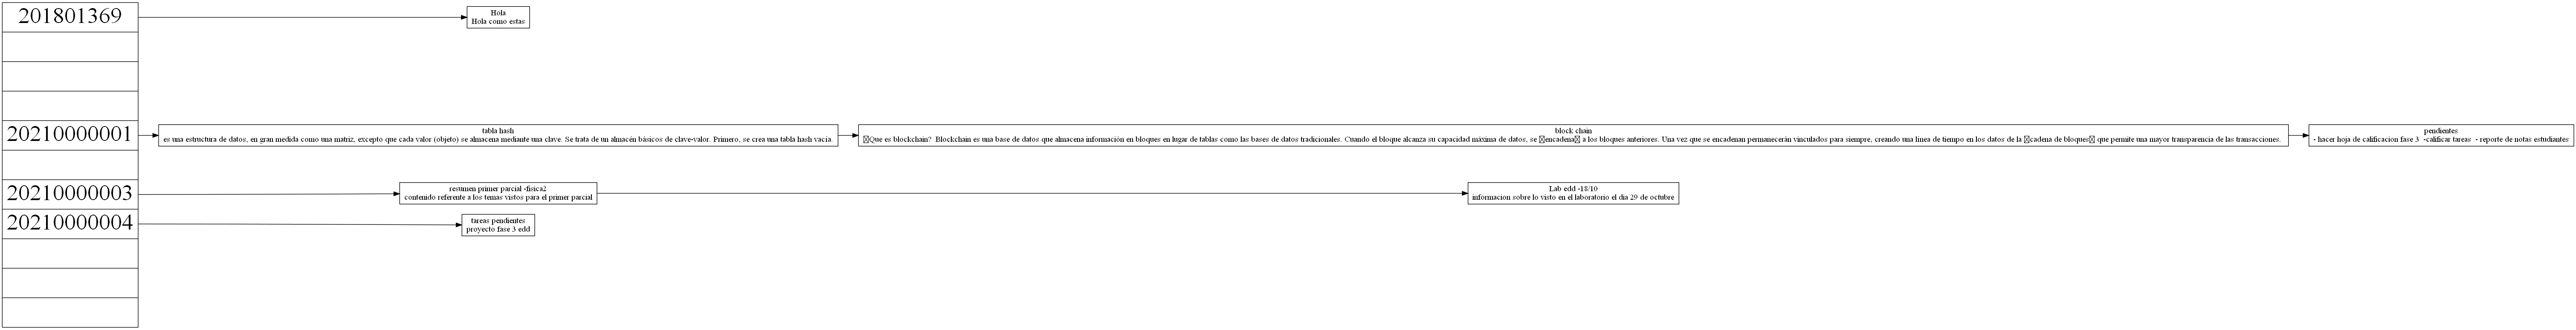 201801369
Hola
Hola como estas
20210000001
tabla hash
es una estructura de datos, en gran medida como una matriz, excepto que cada valor (objeto) se almacena mediante una clave. Se trata de un almacén básicos de clave-valor. Primero, se crea una tabla hash vacía.
block chain
Que es blockchain? Blockchain es una base de datos que almacena información en bloques en lugar de tablas como las bases de datos tradicionales. Cuando el bloque alcanza su capacidad máxima de datos, se encadena a los bloques anteriores. Una vez que se encadenan permanecerán vinculados para siempre, creando una línea de tiempo en los datos de la cadena de bloques que permite una mayor transparencia de las transacciones.
pendientes
- hacer hoja de calificacion fase 3 -calificar tareas - reporte de notas estudiantes
20210000003
resumen primer parcial -fisica2
contenido referente a los temas vistos para el primer parcial
Lab edd -18/10
informacion sobre lo visto en el laboratorio el dia 29 de octubre
20210000004
tareas pendientes
proyecto fase 3 edd